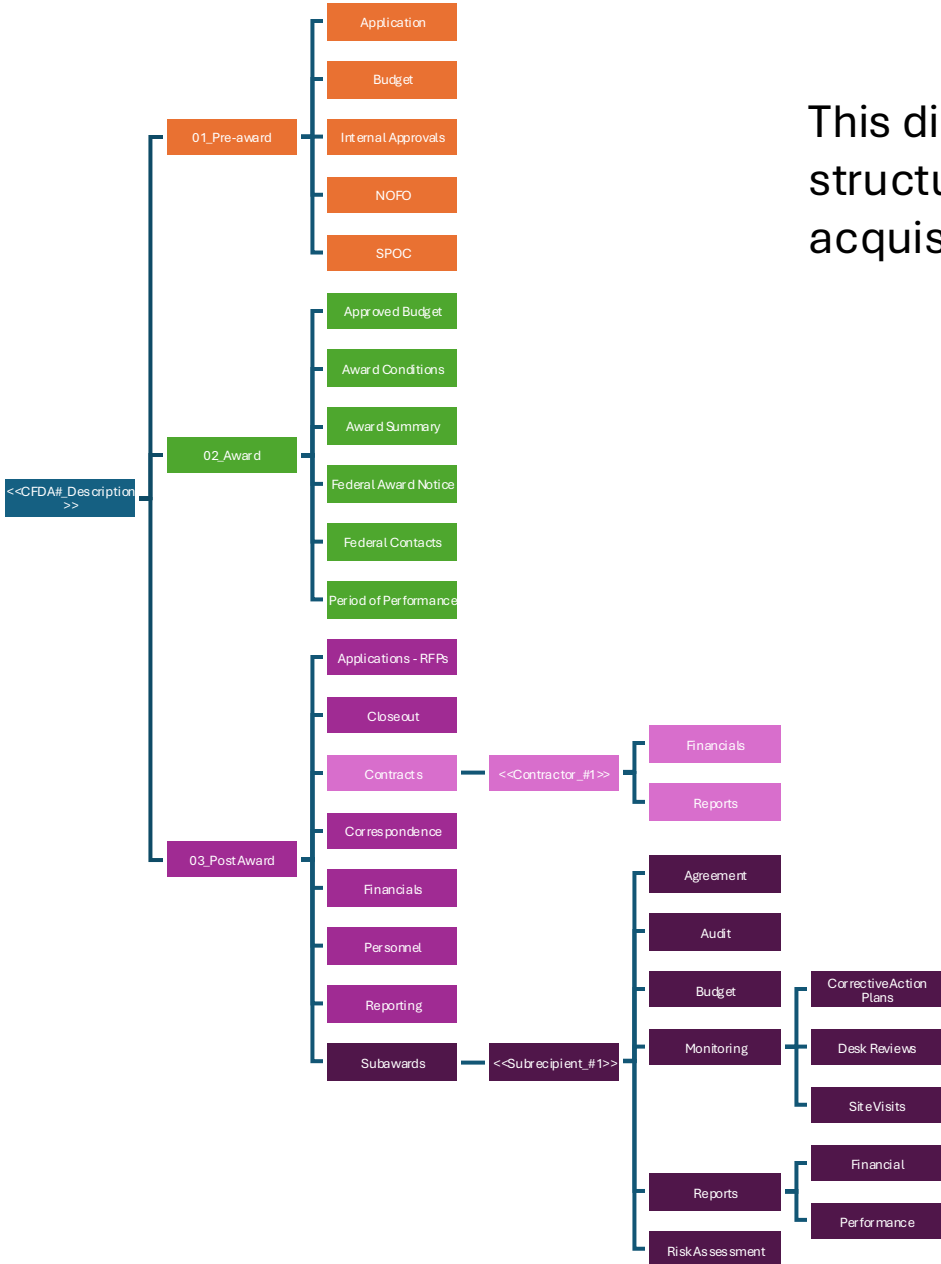 Application
Budget
01_Pre-award
Internal Approvals
NOFO
SPOC
This di
structu
acquis
Approved Budget
Award Conditions
Award Summary
02_Award
Federal Award Notice
<<CFDA#_Description
>>
Federal Contacts
Period of Performance
Applications - RFPs
Closeout
Contracts
<<Contractor_#1>>
Financials
Reports
Correspondence
03_PostAward
Financials
Personnel
Reporting
Subawards
<<Subrecipient_#1>>
Agreement
Audit
Budget
Monitoring
CorrectiveAction
Plans
Desk Reviews
SiteVisits
Reports
Financial
Performance
RiskAssessment